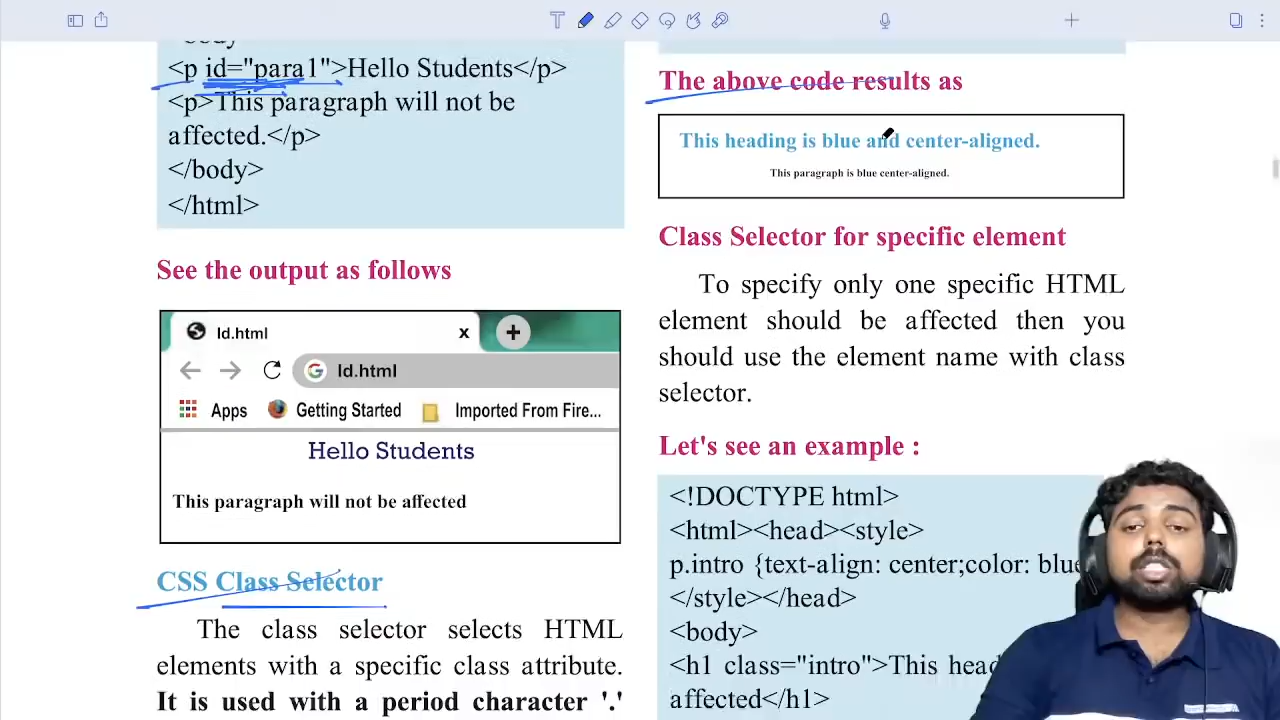 <p id="para1">Hello Students</p>
<p>This paragraph will not be
affected.</p>
</body>
</html>
See the output as follows
Id.html x +
Id.html
Apps Getting Started Imported From Fire...
Hello Students
This paragraph will not be affected
CSS Class Selector
The class selector selects HTML
elements with a specific class attribute.
It is used with a period character '.'
The above code results as
This heading is blue and center-aligned.
This paragraph is blue center-aligned.
Class Selector for specific element
To specify only one specific HTML
element should be affected then you
should use the element name with class
selector.
Let's see an example :
<!DOCTYPE html>
<html><head><style>
p.intro {text-align: center;color: blue
</style></head>
<body>
<h1 class="intro">This head
affected</h1>